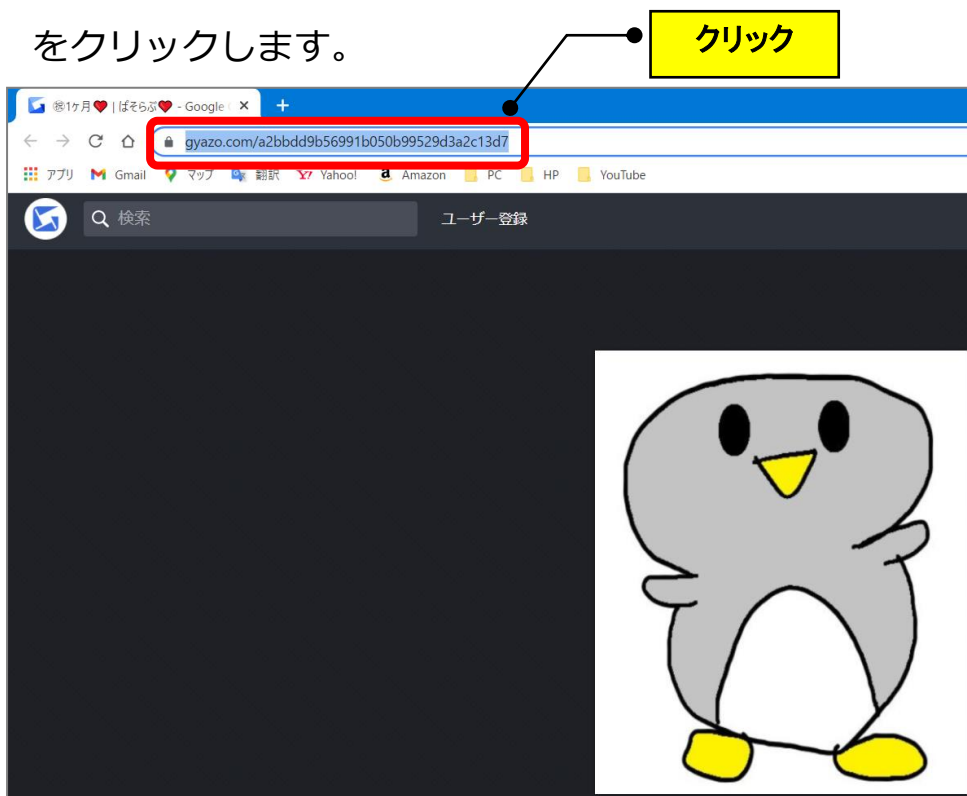 をクリックします。
クリック
㊗1ヶ月❤️ | ぱそらぶ❤️ - Google
gyazo.com/a2bbdd9b56991b050b99529d3a2c13d7
アプリ Gmail マップ 翻訳 Yahoo! Amazon PC HP YouTube
検索 ユーザー登録